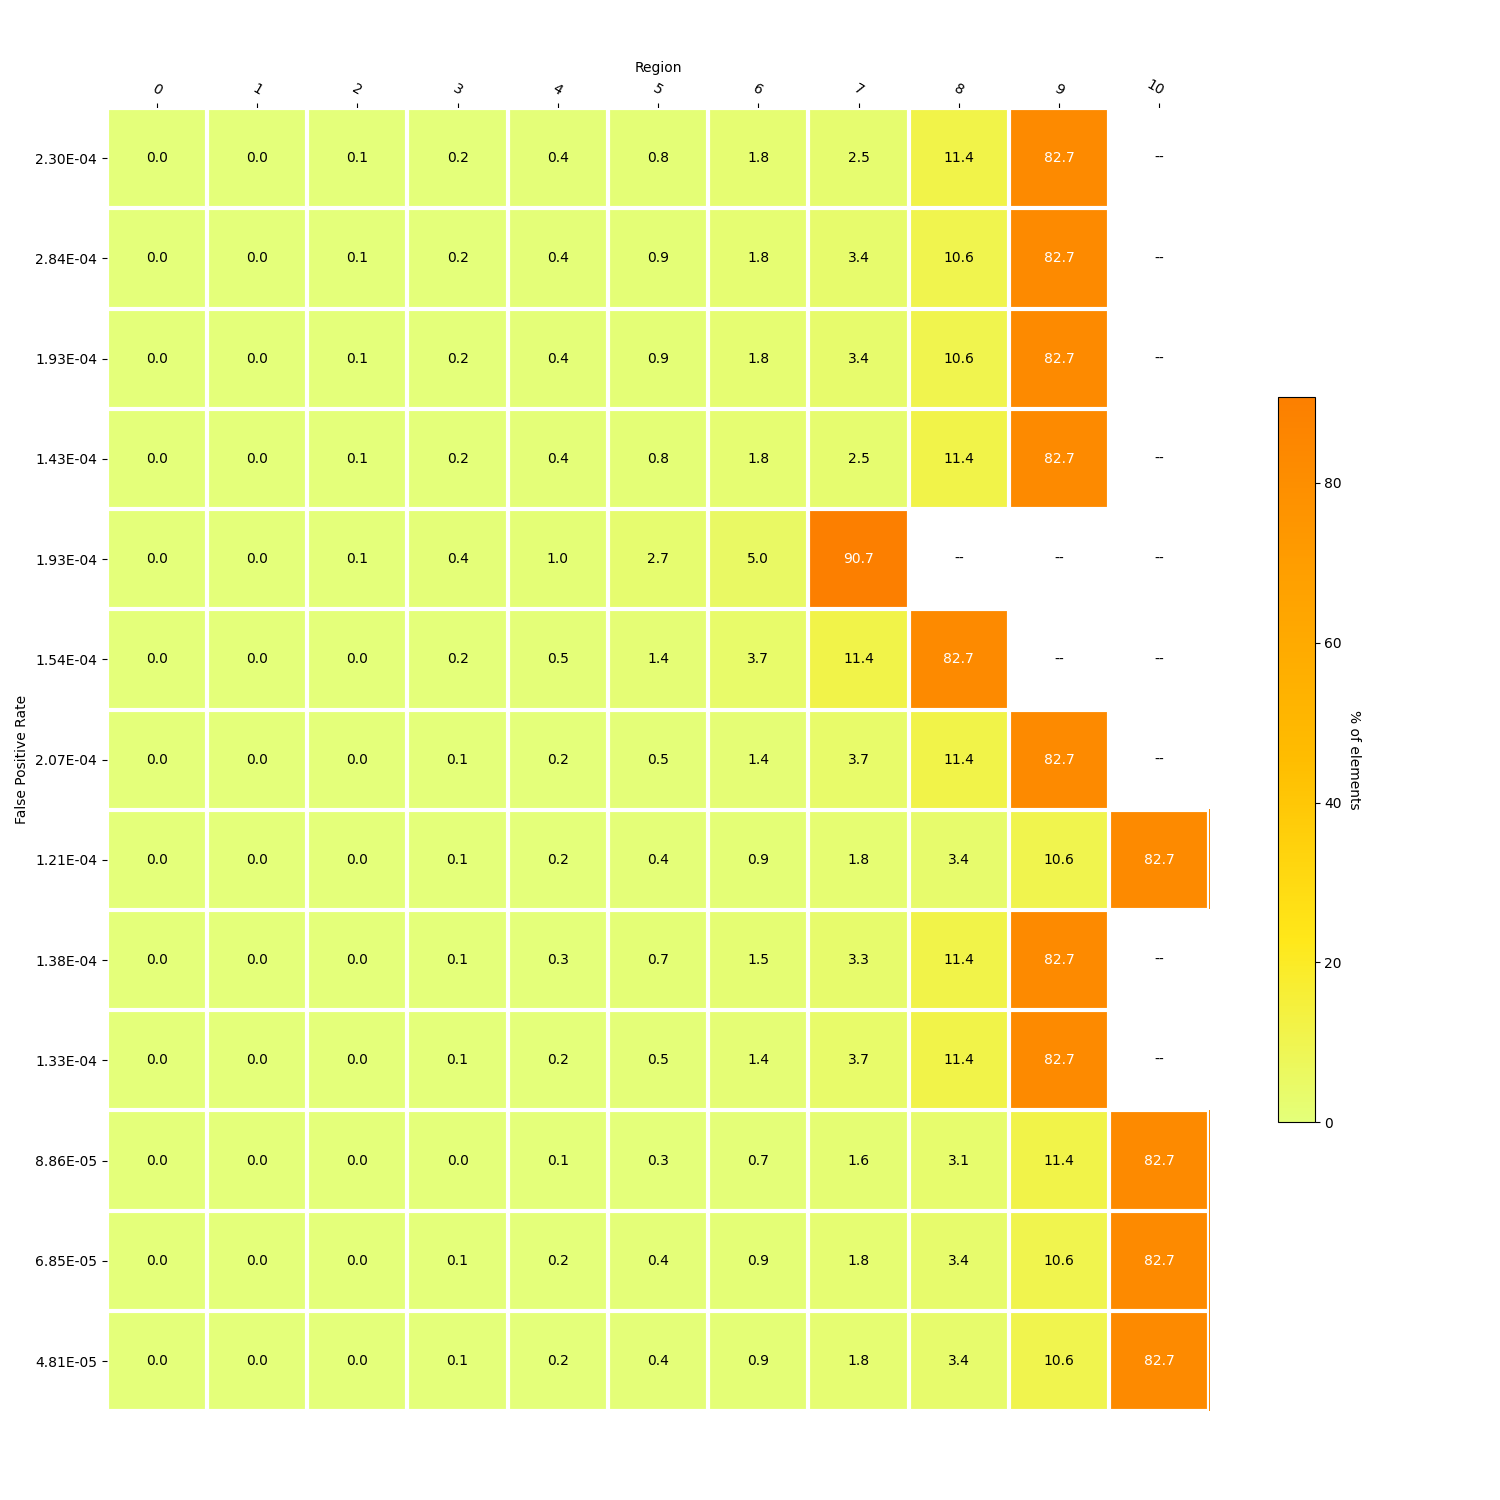 Region
0 1 2 3 4 5 6 7 8 9 10
2.30E-04 0.0 0.0 0.1 0.2 0.4 0.8 1.8 2.5 11.4 82.7 --
2.84E-04 0.0 0.0 0.1 0.2 0.4 0.9 1.8 3.4 10.6 82.7 --
1.93E-04 0.0 0.0 0.1 0.2 0.4 0.9 1.8 3.4 10.6 82.7 --
1.43E-04 0.0 0.0 0.1 0.2 0.4 0.8 1.8 2.5 11.4 82.7 --
1.93E-04 0.0 0.0 0.1 0.4 1.0 2.7 5.0 90.7 -- -- --
1.54E-04 0.0 0.0 0.0 0.2 0.5 1.4 3.7 11.4 82.7 -- --
2.07E-04 0.0 0.0 0.0 0.1 0.2 0.5 1.4 3.7 11.4 82.7 --
1.21E-04 0.0 0.0 0.0 0.1 0.2 0.4 0.9 1.8 3.4 10.6 82.7
1.38E-04 0.0 0.0 0.0 0.1 0.3 0.7 1.5 3.3 11.4 82.7 --
1.33E-04 0.0 0.0 0.0 0.1 0.2 0.5 1.4 3.7 11.4 82.7 --
8.86E-05 0.0 0.0 0.0 0.0 0.1 0.3 0.7 1.6 3.1 11.4 82.7
6.85E-05 0.0 0.0 0.0 0.1 0.2 0.4 0.9 1.8 3.4 10.6 82.7
4.81E-05 0.0 0.0 0.0 0.1 0.2 0.4 0.9 1.8 3.4 10.6 82.7
False Positive Rate
80
60
40
20
0
% of elements